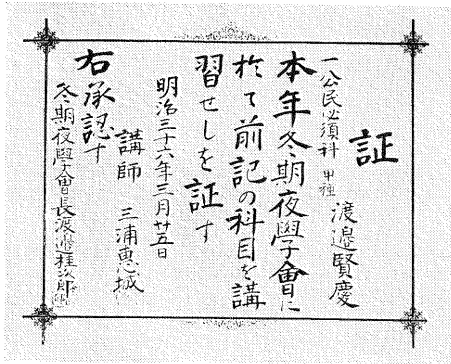 証
渡邉賢慶
一公民必須科 甲種
本年冬期夜學會に
於て前記の科目を講
習せしを証す
明治三十六年三月廿五日
講師 三浦惠城
右承認す
冬期夜學會長渡邉桂次郎